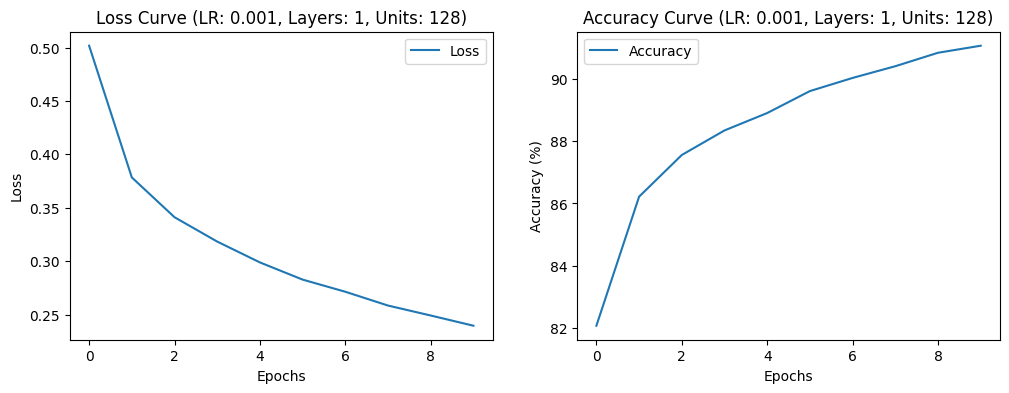 Loss Curve (LR: 0.001, Layers: 1, Units: 128)
Loss
0.50
0.45
0.40
0.35
0.30
0.25
Loss
0 2 4 6 8
Epochs
Accuracy Curve (LR: 0.001, Layers: 1, Units: 128)
Accuracy
90
88
86
84
82
Accuracy (%)
0 2 4 6 8
Epochs